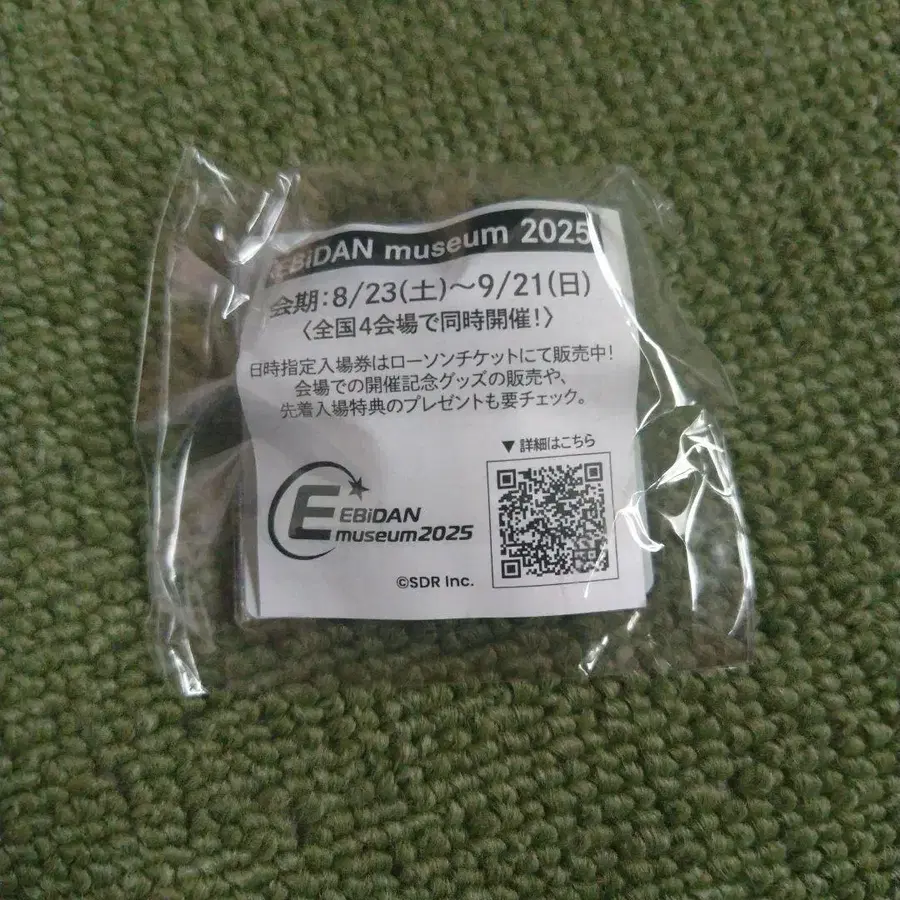 EBiDAN museum 2025
会期:8/23(土)～9/21(日)
〈全国4会場で同時開催!〉
日時指定入場券はローソンチケットにて販売中!
会場での開催記念グッズの販売や、
先着入場特典のプレゼントも要チェック。
▼ 詳細はこちら
E EBiDAN
museum2025
©SDR Inc.